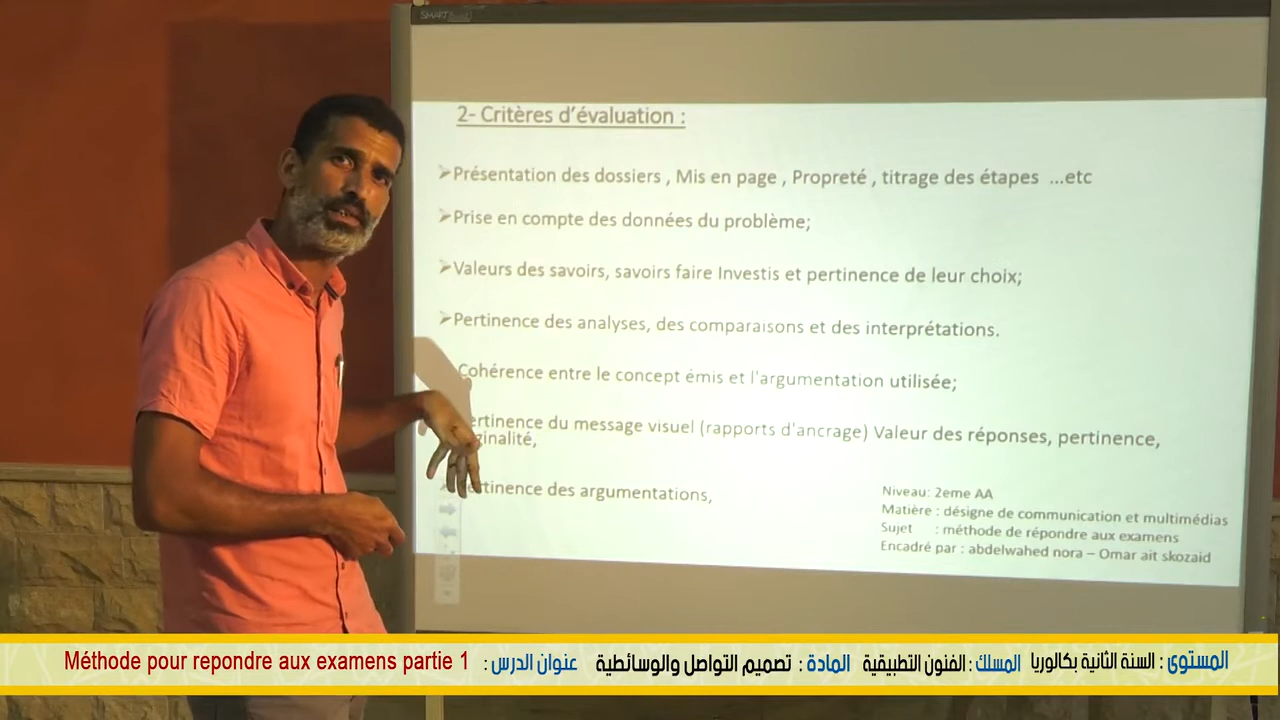 SMART
2- Critères d'évaluation :
➢Présentation des dossiers , Mis en page , Propreté , titrage des étapes ...etc
➢Prise en compte des données du problème;
➢Valeurs des savoirs, savoirs faire Investis et pertinence de leur choix;
➢Pertinence des analyses, des comparaisons et des interprétations.
Cohérence entre le concept émis et l'argumentation utilisée;
ertinence du message visuel (rapports d'ancrage) Valeur des réponses, pertinence,
ginalité,
tinence des argumentations,
Niveau: 2eme AA
Matière : désigne de communication et multimédias
Sujet : méthode de répondre aux examens
Encadré par : abdelwahed nora – Omar ait skozaid
المستوى : السنة الثانية بكالوريا المسلك : الفنون التطبيقية المادة : تصميم التواصل والوسائطية عنوان الدرس : Méthode pour repondre aux examens partie 1